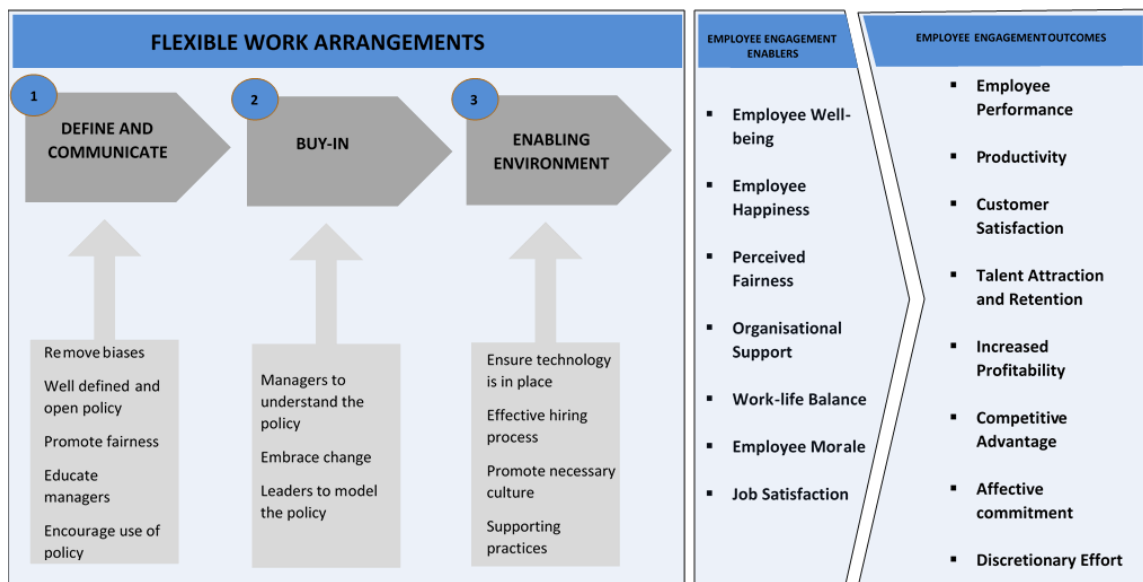 FLEXIBLE WORK ARRANGEMENTS
1
DEFINE AND
COMMUNICATE
2
BUY-IN
3
ENABLING
ENVIRONMENT
Remove biases
Well defined and
open policy
Promote fairness
Educate
managers
Encourage use of
policy
Managers to
understand the
policy
Embrace change
Leaders to model
the policy
Ensure technology
is in place
Effective hiring
process
Promote necessary
culture
Supporting
practices
EMPLOYEE ENGAGEMENT
ENABLERS
▪ Employee Well-
being
▪ Employee
Happiness
▪ Perceived
Fairness
▪ Organisational
Support
▪ Work-life Balance
▪ Employee Morale
▪ Job Satisfaction
EMPLOYEE ENGAGEMENT OUTCOMES
▪ Employee
Performance
▪ Productivity
▪ Customer
Satisfaction
▪ Talent Attraction
and Retention
▪ Increased
Profitability
▪ Competitive
Advantage
▪ Affective
commitment
▪ Discretionary Effort